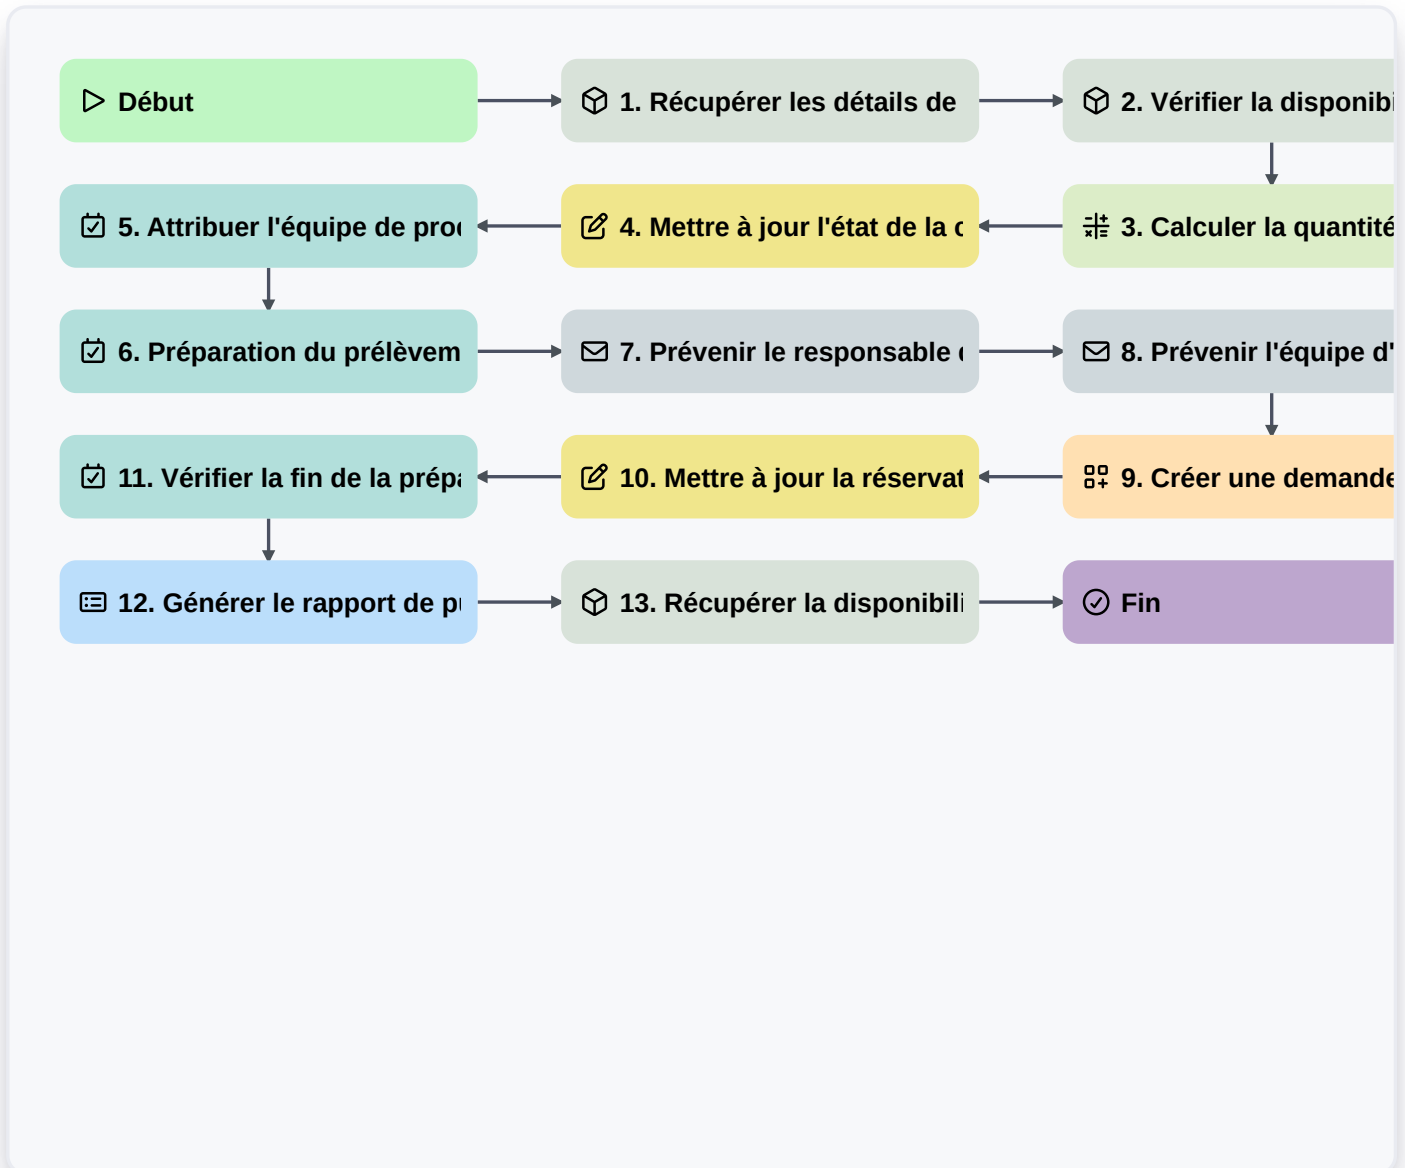 Début
1. Récupérer les détails de
2. Vérifier la disponibi
3. Calculer la quantité
4. Mettre à jour l'état de la
5. Attribuer l'équipe de
6. Préparation du prélèvem
7. Prévenir le responsable
8. Prévenir l'équipe d'
9. Créer une demande
10. Mettre à jour la réservat
11. Vérifier la fin de la prépa
12. Générer le rapport de
13. Récupérer la disponibili
Fin